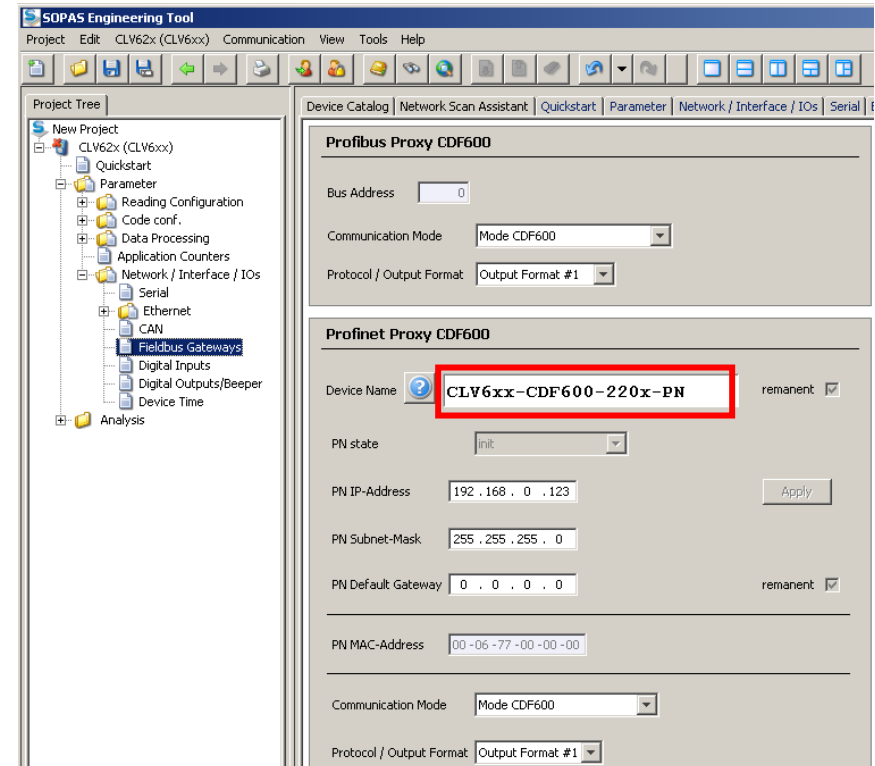 SOPAS Engineering Tool
Project Edit CLV62x (CLV6xx) Communication View Tools Help
Project Tree
New Project
CLV62x (CLV6xx)
Quickstart
Parameter
Reading Configuration
Code conf.
Data Processing
Application Counters
Network / Interface / IOs
Serial
Ethernet
CAN
Fieldbus Gateways
Digital Inputs
Digital Outputs/Beeper
Device Time
Analysis
Device Catalog Network Scan Assistant Quickstart Parameter Network / Interface / IOs Serial
Profibus Proxy CDF600
Bus Address 0
Communication Mode Mode CDF600
Protocol / Output Format Output Format #1
Profinet Proxy CDF600
Device Name ? CLV6xx-CDF600-220x-PN remanent
PN state init
PN IP-Address 192 . 168 . 0 . 123 Apply
PN Subnet-Mask 255 . 255 . 255 . 0
PN Default Gateway 0 . 0 . 0 . 0 remanent
PN MAC-Address 00 -06 -77 -00 -00 -00
Communication Mode Mode CDF600
Protocol / Output Format Output Format #1